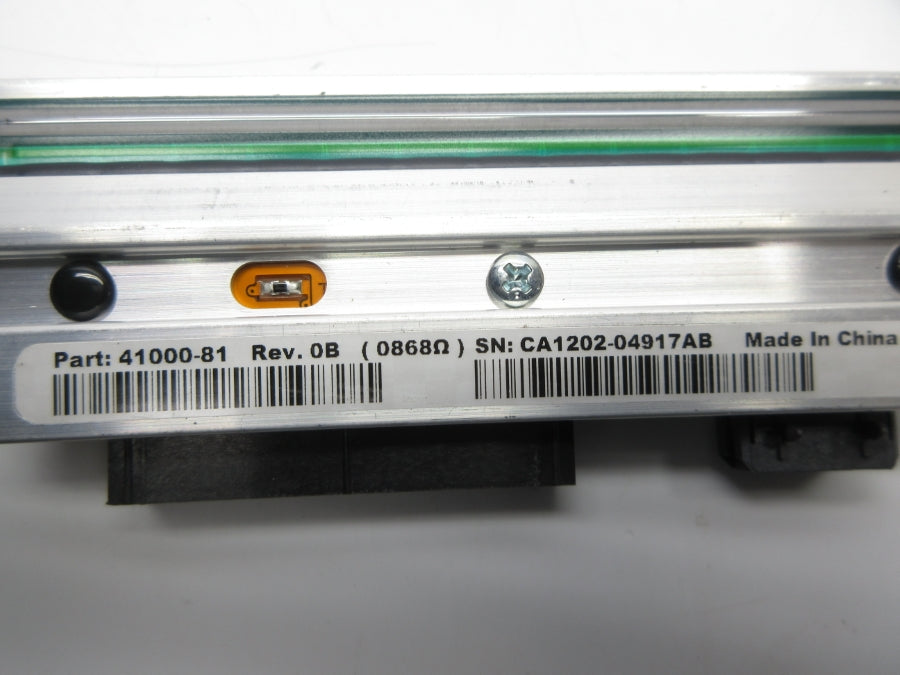 Part: 41000-81 Rev. 0B ( 0868Ω ) SN: CA1202-04917AB Made In China